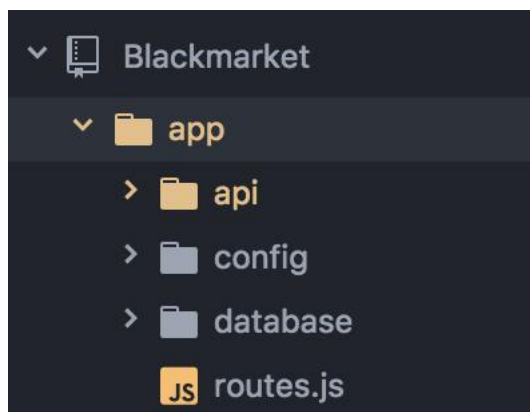 Blackmarket
app
api
config
database
JS routes.js